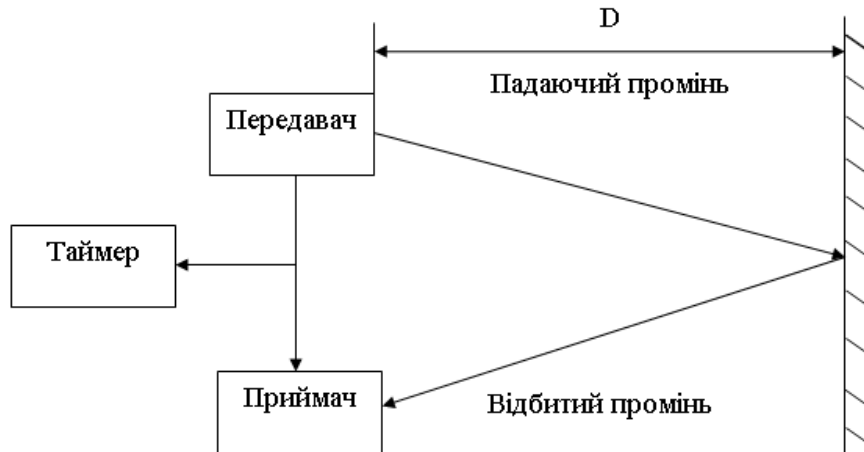 D
Падаючий промінь
Передавач
Таймер
Приймач
Відбитий промінь